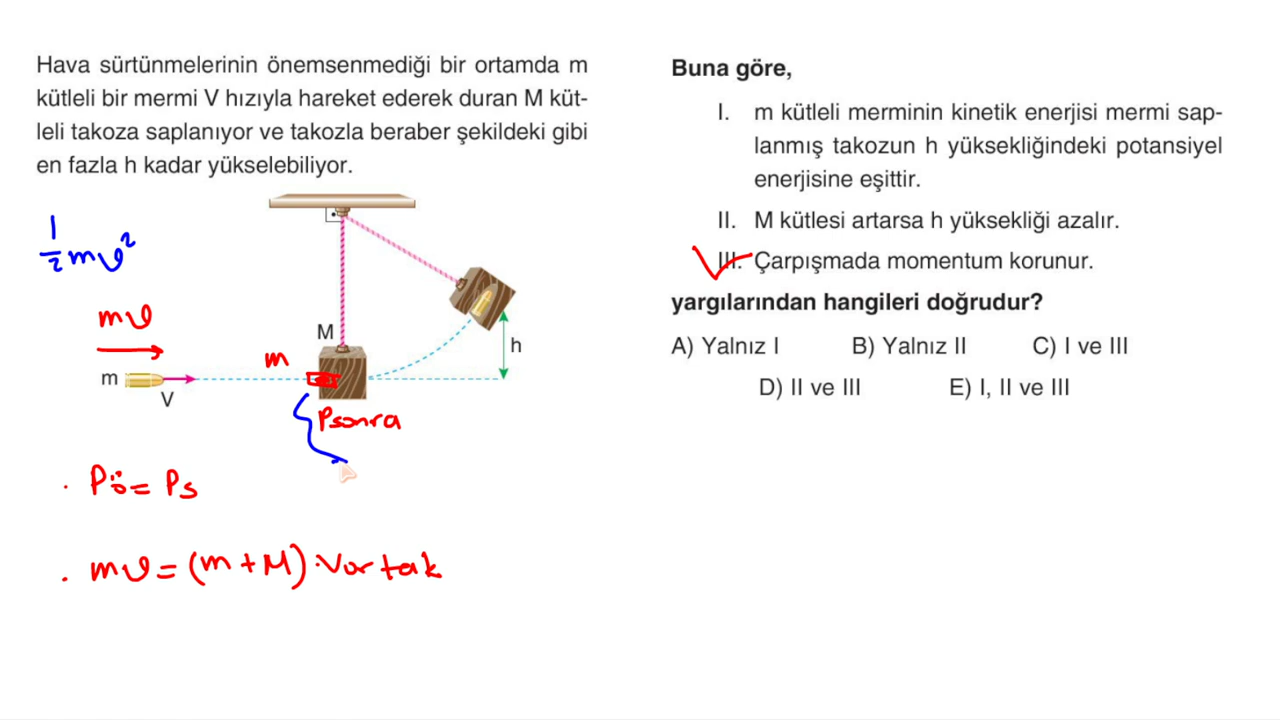 Hava sürtünmelerinin önemsenmediği bir ortamda m
kütleli bir mermi V hızıyla hareket ederek duran M küt-
leli takoza saplanıyor ve takozla beraber şekildeki gibi
en fazla h kadar yükselebiliyor.
1/2 mυ²
mυ
M
m
h
m
V
Psonra
. Pö = Ps
. mυ = (m + M) . Vortak
Buna göre,
I. m kütleli merminin kinetik enerjisi mermi sap-
lanmış takozun h yüksekliğindeki potansiyel
enerjisine eşittir.
II. M kütlesi artarsa h yüksekliği azalır.
III. Çarpışmada momentum korunur.
yargılarından hangileri doğrudur?
A) Yalnız I B) Yalnız II C) I ve III
D) II ve III E) I, II ve III